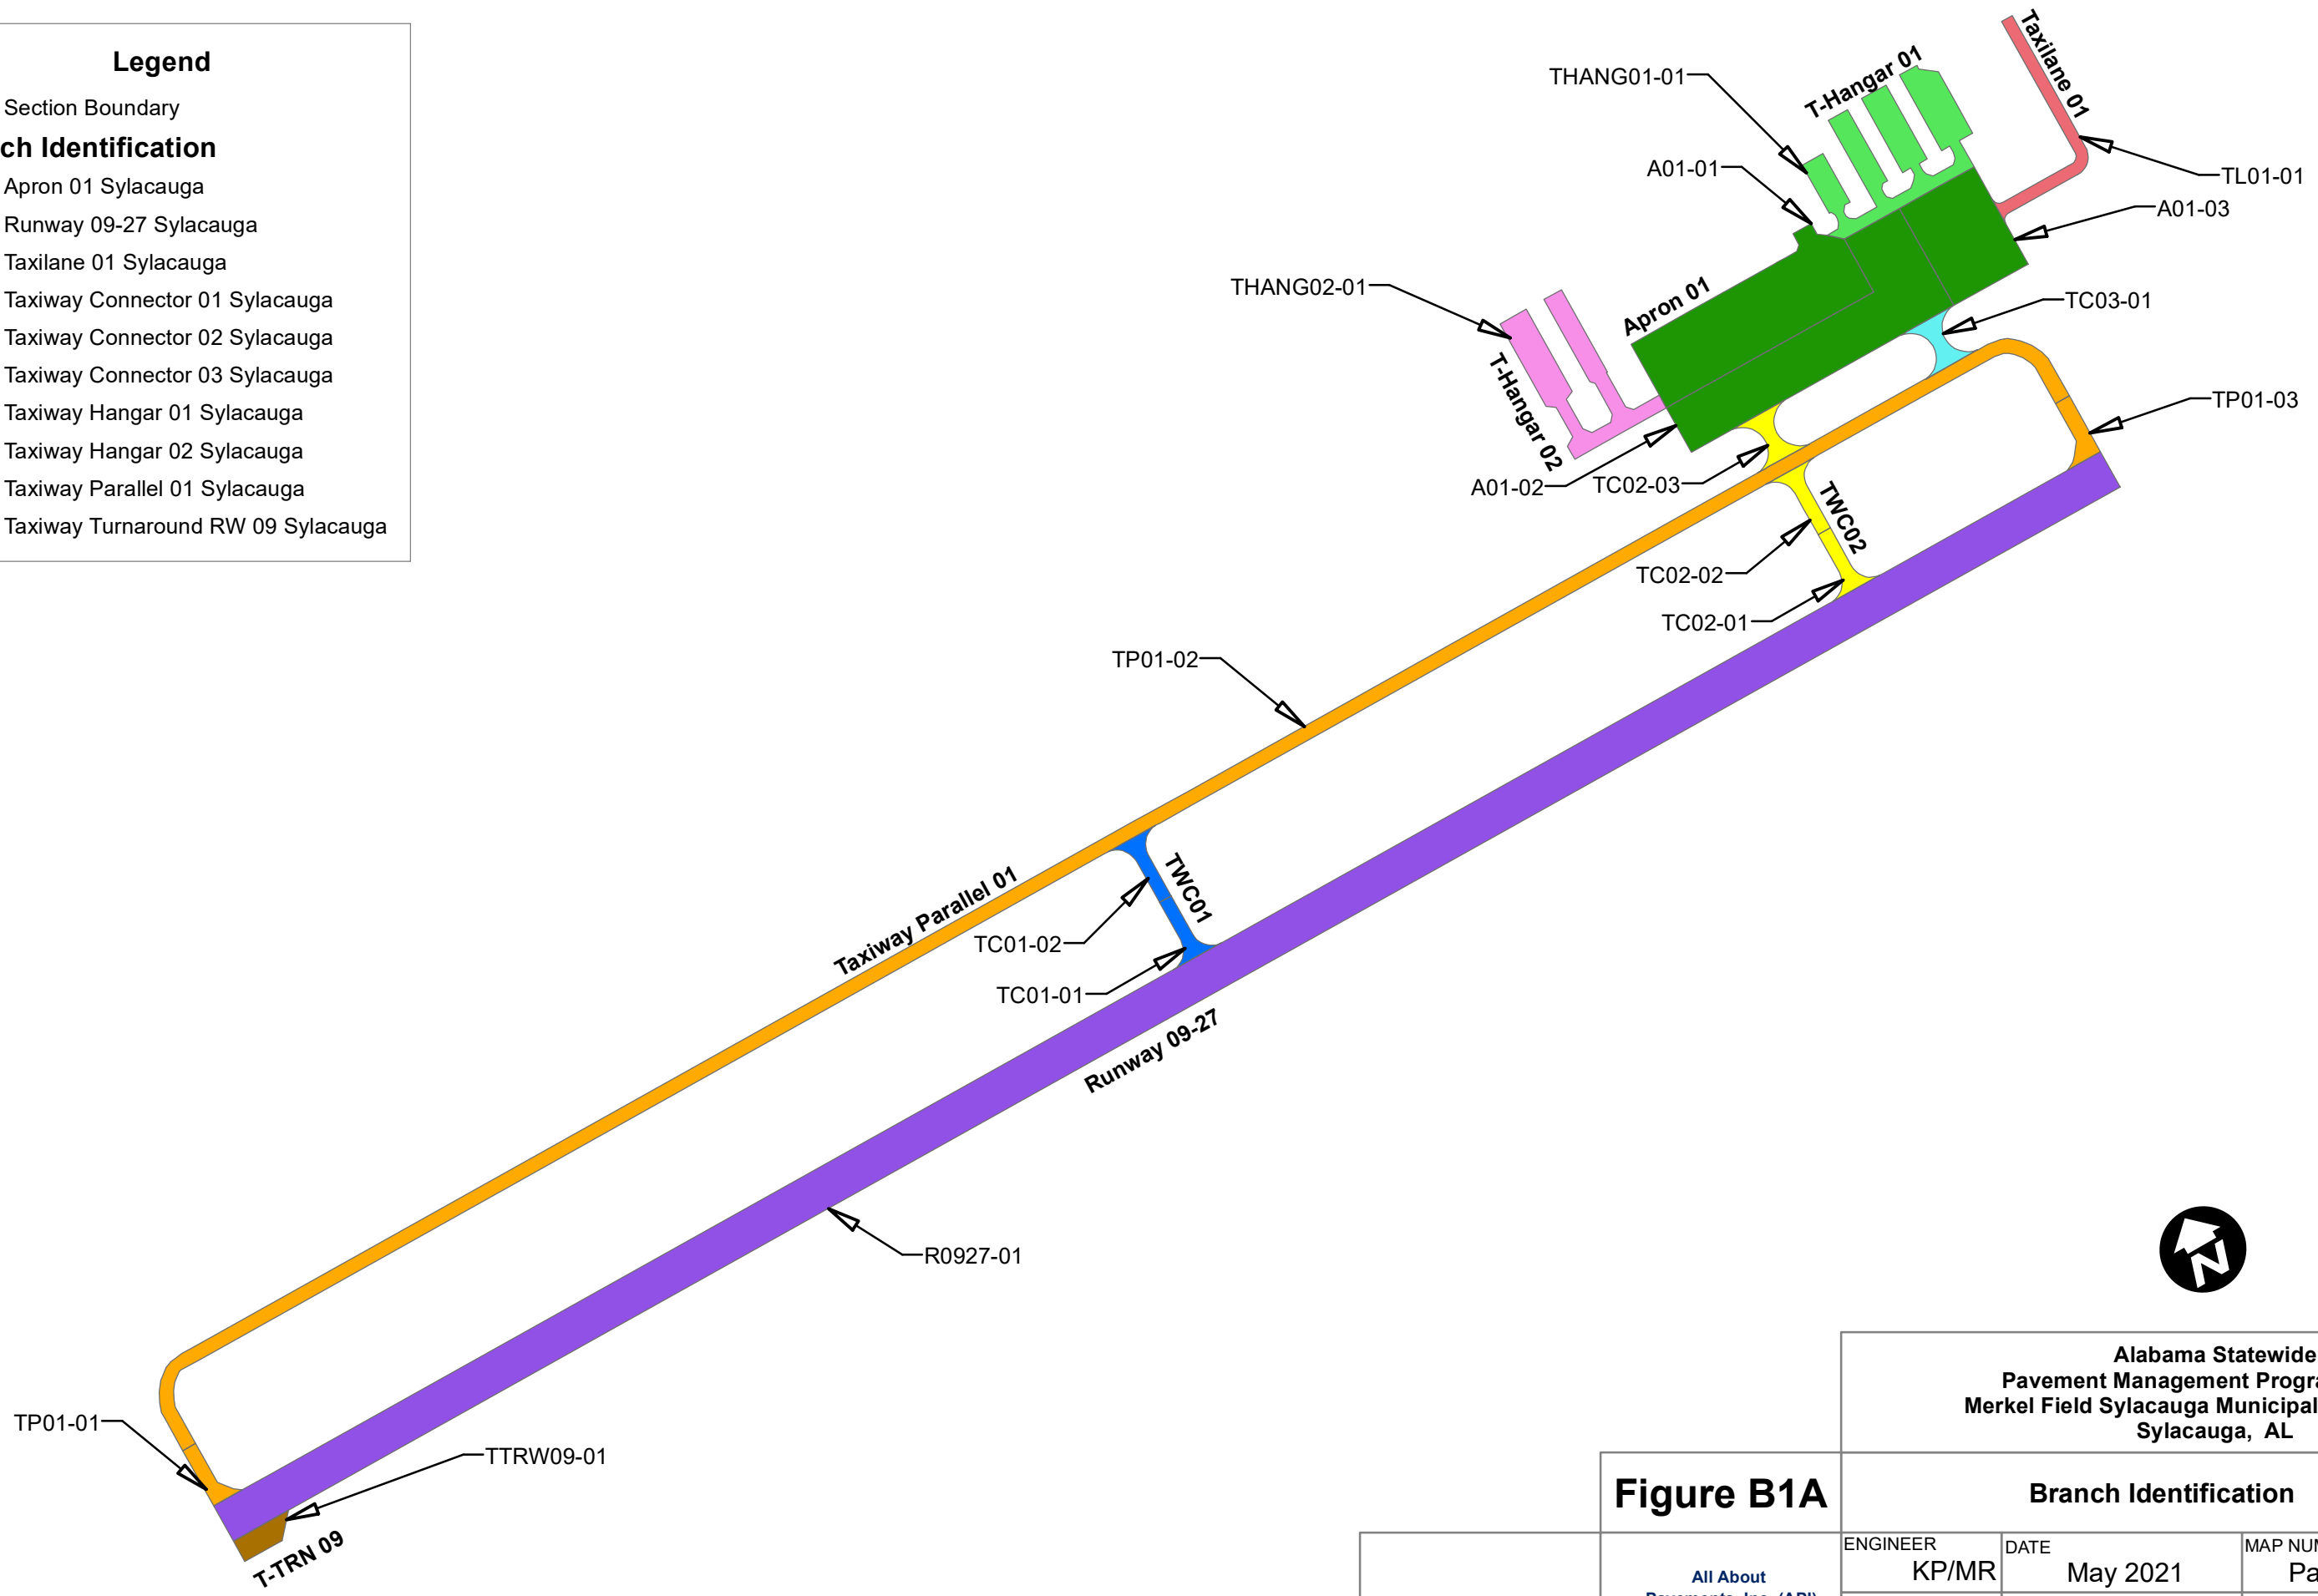 Legend
Section Boundary
ch Identification
Apron 01 Sylacauga
Runway 09-27 Sylacauga
Taxilane 01 Sylacauga
Taxiway Connector 01 Sylacauga
Taxiway Connector 02 Sylacauga
Taxiway Connector 03 Sylacauga
Taxiway Hangar 01 Sylacauga
Taxiway Hangar 02 Sylacauga
Taxiway Parallel 01 Sylacauga
Taxiway Turnaround RW 09 Sylacauga
Taxilane 01
T-Hangar 01
THANG01-01
A01-01
TL01-01
A01-03
THANG02-01
Apron 01
TC03-01
T-Hangar 02
TP01-03
A01-02
TC02-03
TWC02
TC02-02
TC02-01
TP01-02
Taxiway Parallel 01
TWC01
TC01-02
TC01-01
Runway 09-27
R0927-01
TP01-01
TTRW09-01
T-TRN 09
N
Alabama Statewide
Pavement Management Progra
Merkel Field Sylacauga Municipal
Sylacauga, AL
Figure B1A
Branch Identification
ENGINEER
KP/MR
DATE
May 2021
MAP NUM
Pa
All About
Pavements, Inc. (API)